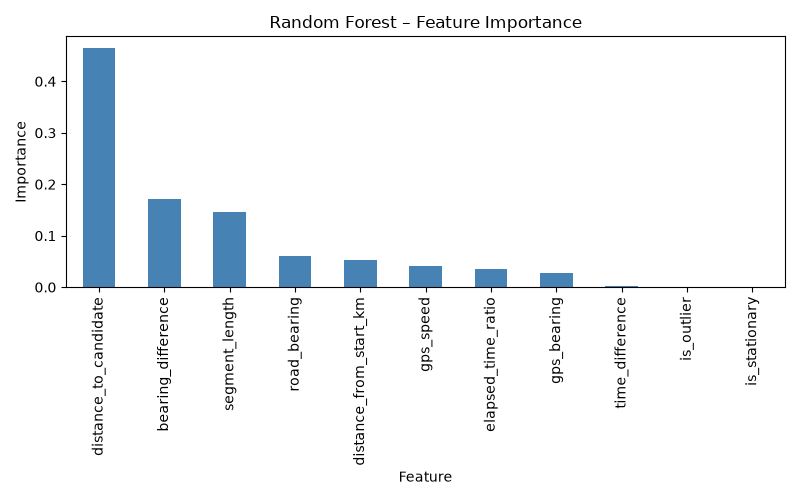 Random Forest – Feature Importance
Importance
0.4
0.3
0.2
0.1
0.0
distance_to_candidate
bearing_difference
segment_length
road_bearing
distance_from_start_km
gps_speed
elapsed_time_ratio
gps_bearing
time_difference
is_outlier
is_stationary
Feature